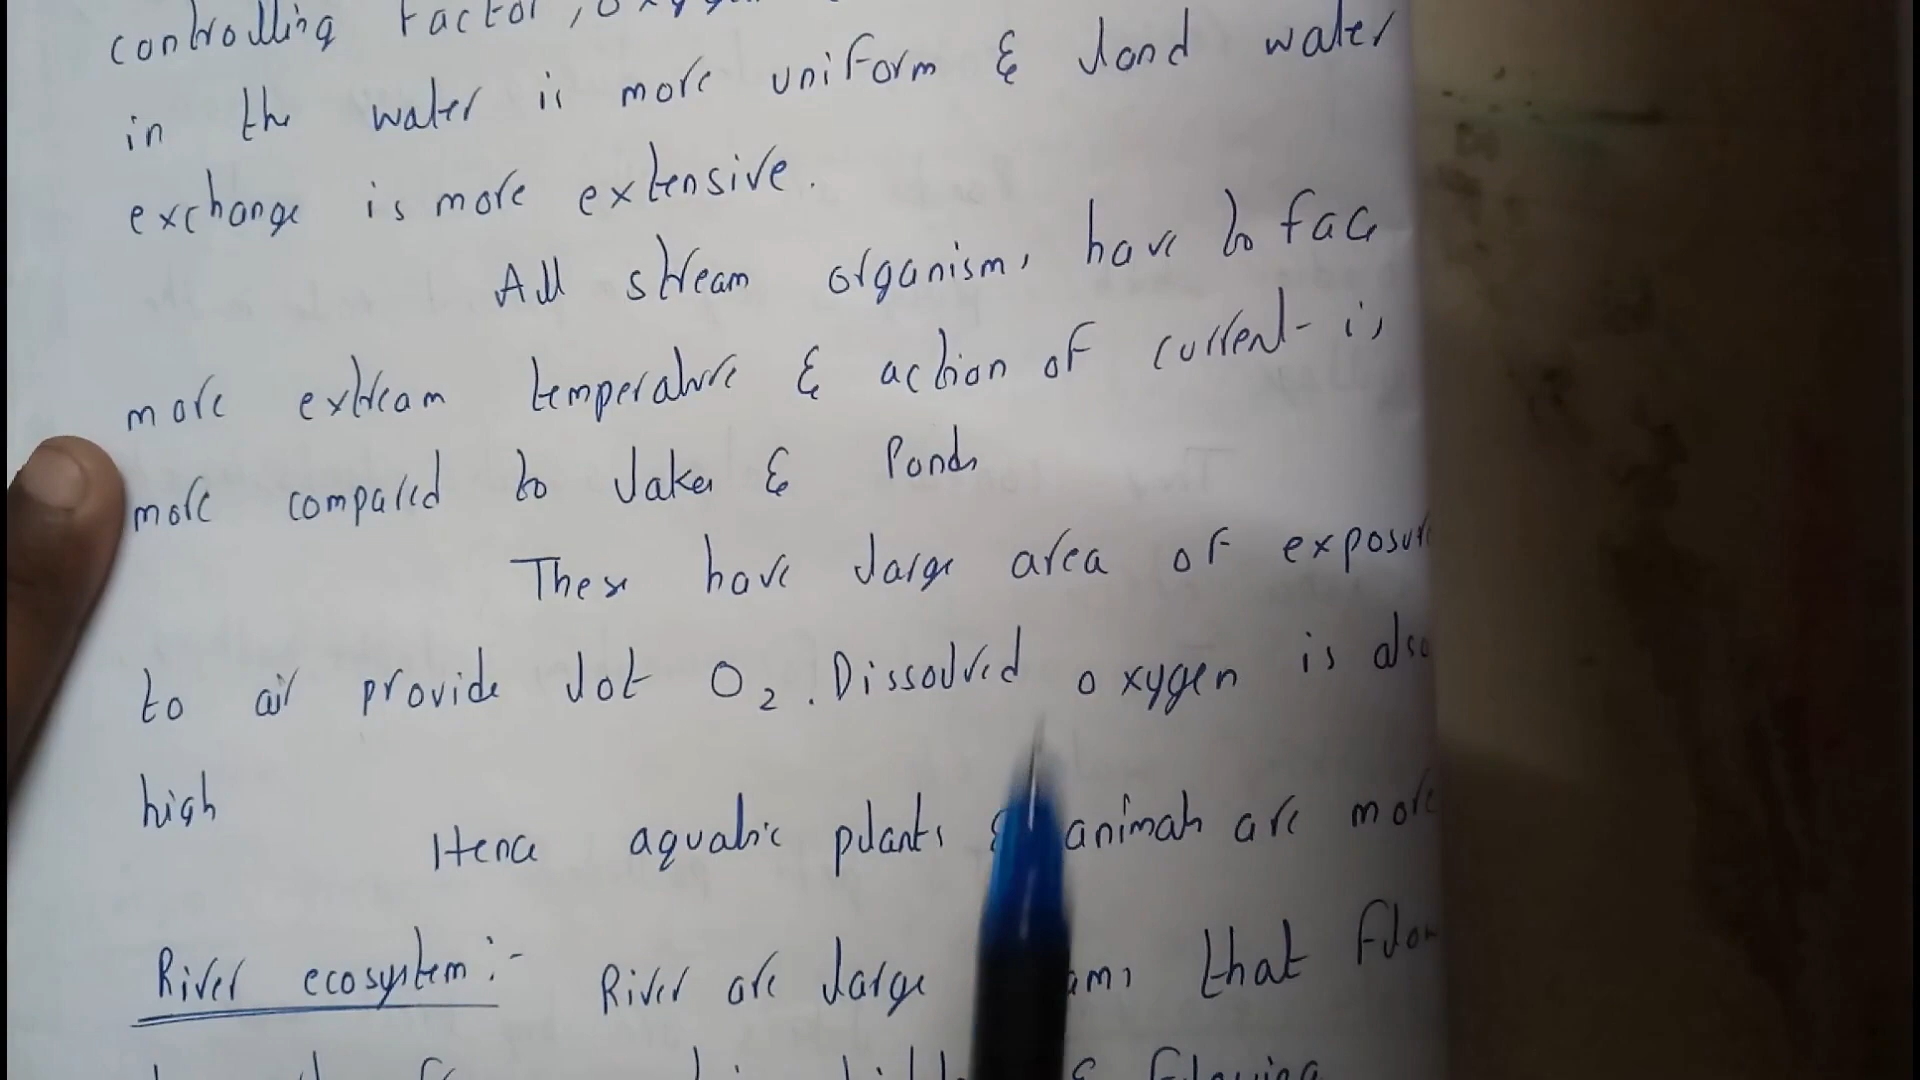 controlling factor, oxygen
in the water is more uniform & land water
exchange is more extensive.
All stream organisms have to face
more extream temperature & action of current is
more compared to lakes & Ponds
These have large area of exposure
to air provide lot O2. Dissolved oxygen is also
high
Hence aquatic plants & animals are more
River ecosystem:- River are large that flow
flowing